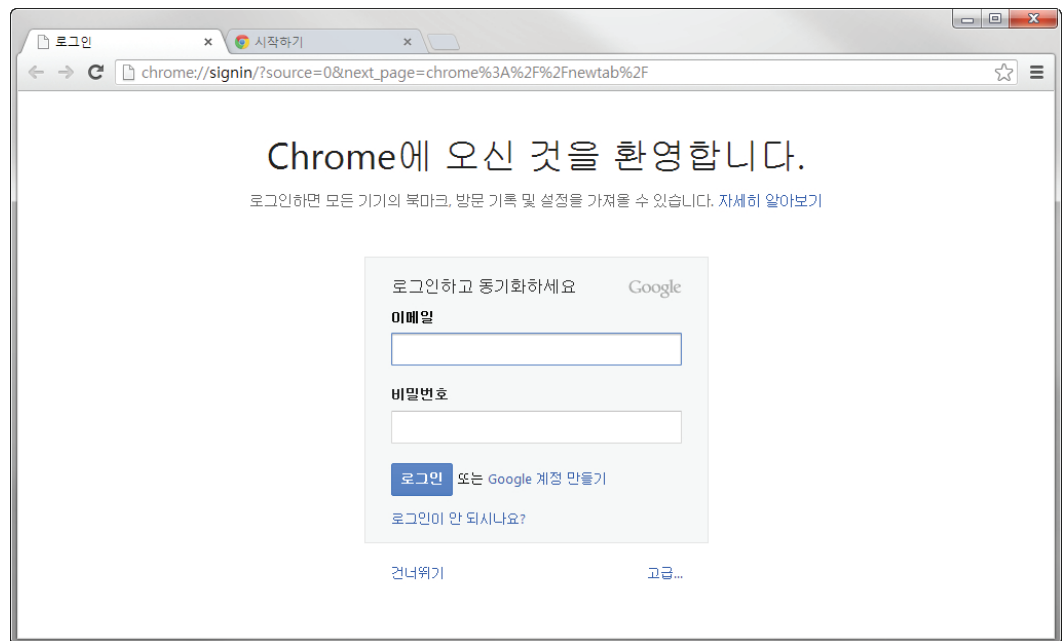 로그인
시작하기
chrome://signin/?source=0&next_page=chrome%3A%2F%2Fnewtab%2F
Chrome에 오신 것을 환영합니다.
로그인하면 모든 기기의 북마크, 방문 기록 및 설정을 가져올 수 있습니다. 자세히 알아보기
로그인하고 동기화하세요 Google
이메일
비밀번호
로그인 또는 Google 계정 만들기
로그인이 안 되시나요?
건너뛰기 고급...